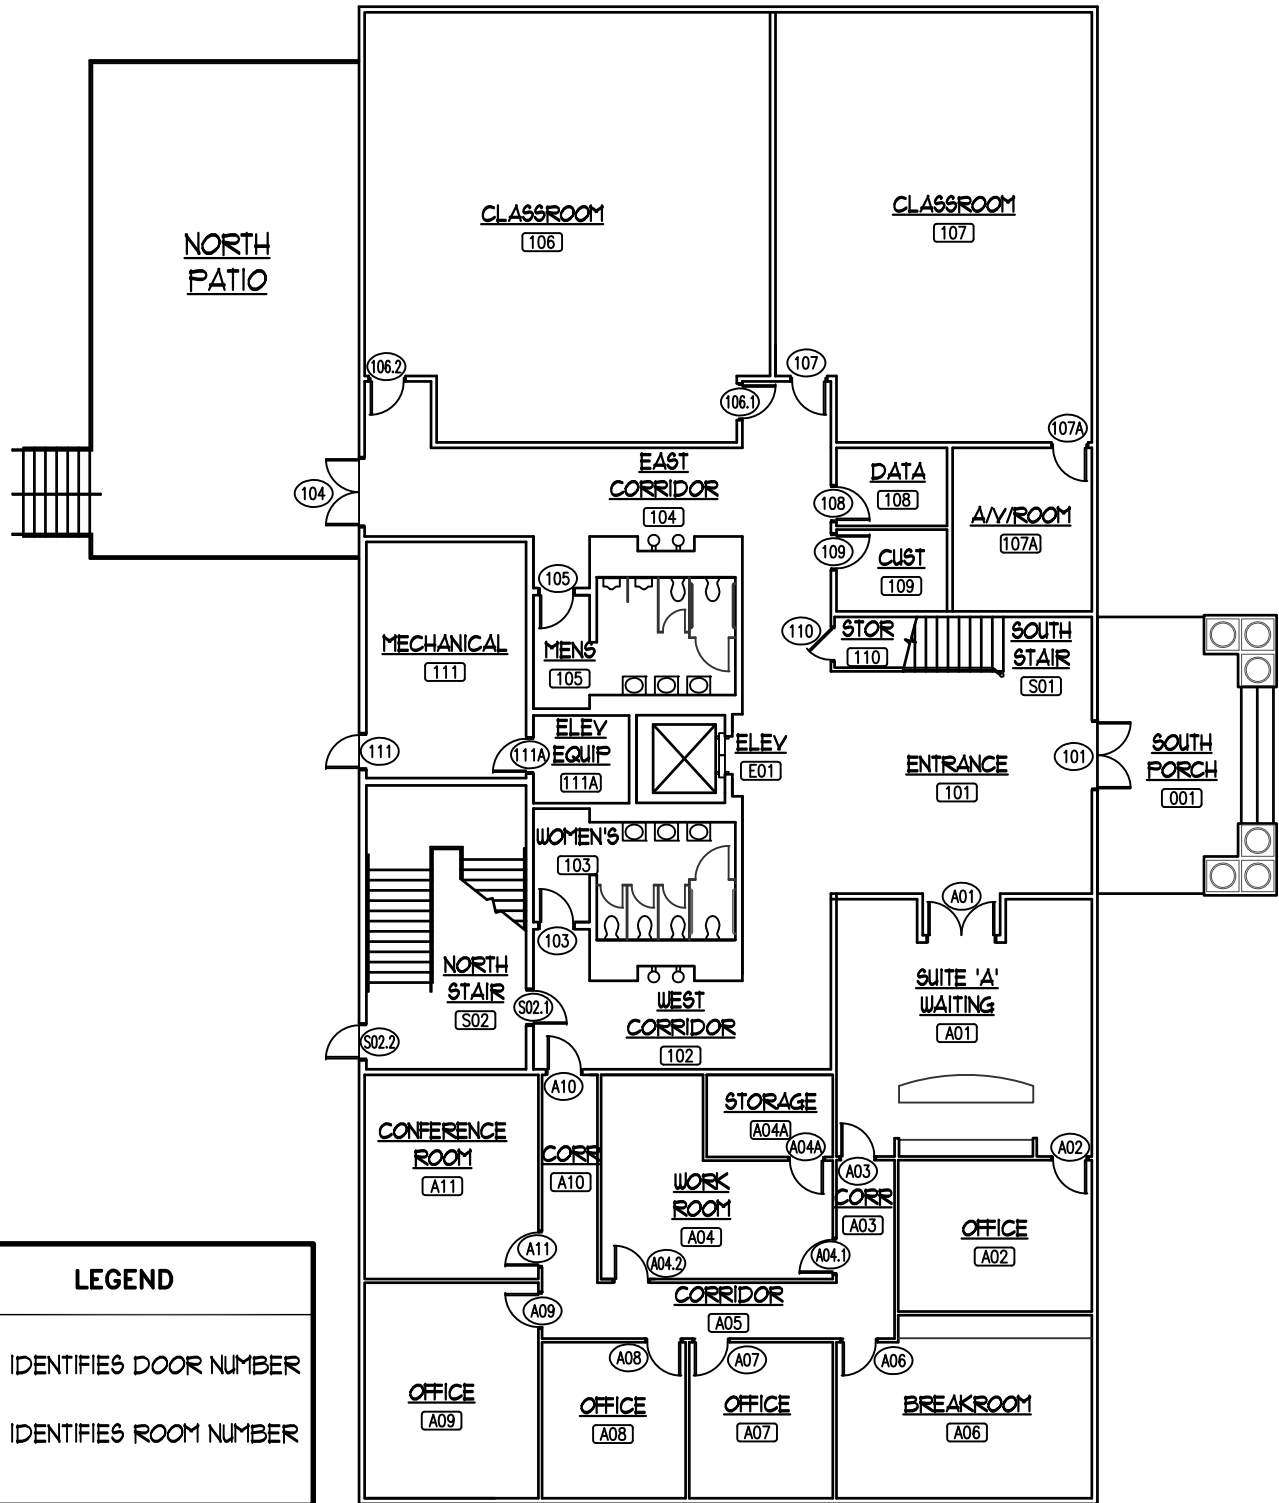 CLASSROOM
106
CLASSROOM
107
NORTH
PATIO
106.2
107
106.1
107A
104
EAST
CORRIDOR
104
108
DATA
108
A/V/ROOM
107A
109
CUST
109
105
MECHANICAL
111
MENS
105
110
STOR
110
SOUTH
STAIR
S01
111
111A
ELEV
EQUIP
111A
ELEV
E01
ENTRANCE
101
101
SOUTH
PORCH
001
WOMEN'S
103
103
A01
NORTH
STAIR
S02
S02.1
S02.2
WEST
CORRIDOR
102
SUITE 'A'
WAITING
A01
A10
CONFERENCE
ROOM
A11
CORR
A10
STORAGE
A04A
A04A
A03
A02
WORK
ROOM
A04
CORR
A03
OFFICE
A02
A11
A04.2
A04.1
A09
CORRIDOR
A05
A08
A07
A06
OFFICE
A09
OFFICE
A08
OFFICE
A07
BREAKROOM
A06
LEGEND
IDENTIFIES DOOR NUMBER
IDENTIFIES ROOM NUMBER